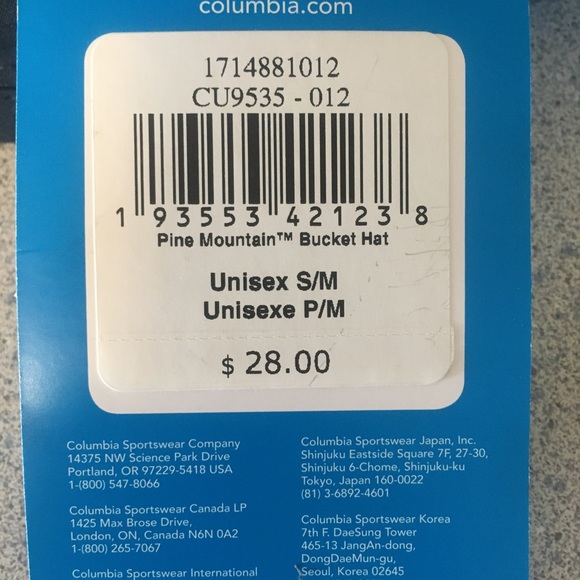 columbia.com
1714881012
CU9535 - 012
1 93553 42123 8
Pine Mountain™ Bucket Hat
Unisex S/M
Unisexe P/M
$ 28.00
Columbia Sportswear Company
14375 NW Science Park Drive
Portland, OR 97229-5418 USA
1-(800) 547-8066
Columbia Sportswear Canada LP
1425 Max Brose Drive,
London, ON, Canada N6N 0A2
1-(800) 265-7067
Columbia Sportswear International
Columbia Sportswear Japan, Inc.
Shinjuku Eastside Square 7F, 27-30,
Shinjuku 6-Chome, Shinjuku-ku
Tokyo, Japan 160-0022
(81) 3-6892-4601
Columbia Sportswear Korea
7th F. DaeSung Tower
465-13 JangAn-dong,
DongDaeMun-gu,
Seoul, Korea 02645